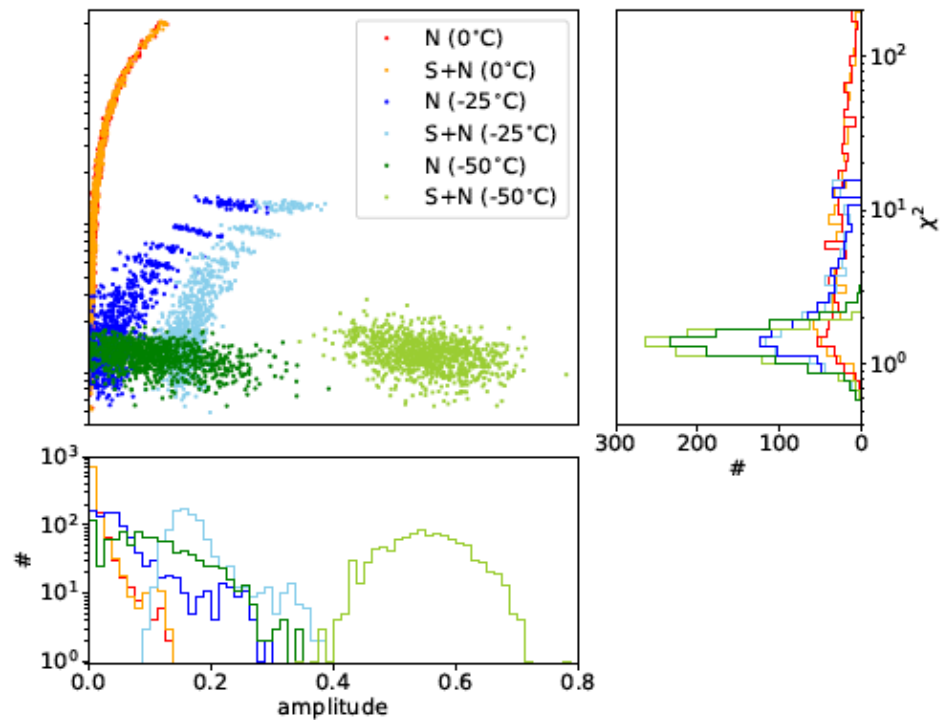 N (0°C)
S+N (0°C)
N (-25°C)
S+N (-25°C)
N (-50°C)
S+N (-50°C)
10²
10¹
10⁰
χ²
300 200 100 0
#
10³
10²
10¹
10⁰
#
0.0 0.2 0.4 0.6 0.8
amplitude